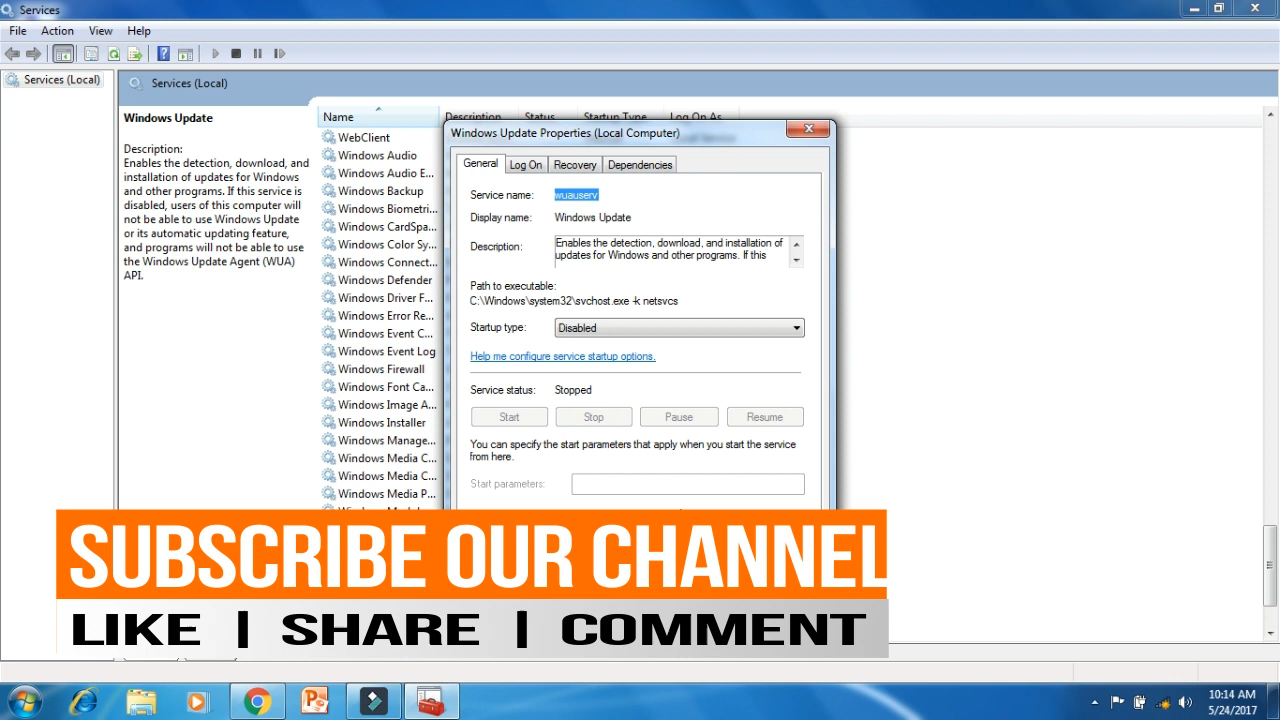 Services
File Action View Help
Services (Local)
Services (Local)
Windows Update
Description:
Enables the detection, download, and
installation of updates for Windows
and other programs. If this service is
disabled, users of this computer will
not be able to use Windows Update
or its automatic updating feature,
and programs will not be able to use
the Windows Update Agent (WUA)
API.
Name Description Status Startup Type Log On As
WebClient
Windows Audio
Windows Audio E...
Windows Backup
Windows Biometri...
Windows CardSpa...
Windows Color Sy...
Windows Connect...
Windows Defender
Windows Driver F...
Windows Error Re...
Windows Event C...
Windows Event Log
Windows Firewall
Windows Font Ca...
Windows Image A...
Windows Installer
Windows Manage...
Windows Media C...
Windows Media C...
Windows Media P...
Windows Update Properties (Local Computer)
General Log On Recovery Dependencies
Service name: wuauserv
Display name: Windows Update
Description: Enables the detection, download, and installation of
updates for Windows and other programs. If this
Path to executable:
C:\Windows\system32\svchost.exe -k netsvcs
Startup type: Disabled
Help me configure service startup options.
Service status: Stopped
Start Stop Pause Resume
You can specify the start parameters that apply when you start the service
from here.
Start parameters:
SUBSCRIBE OUR CHANNEL
LIKE | SHARE | COMMENT
10:14 AM
5/24/2017